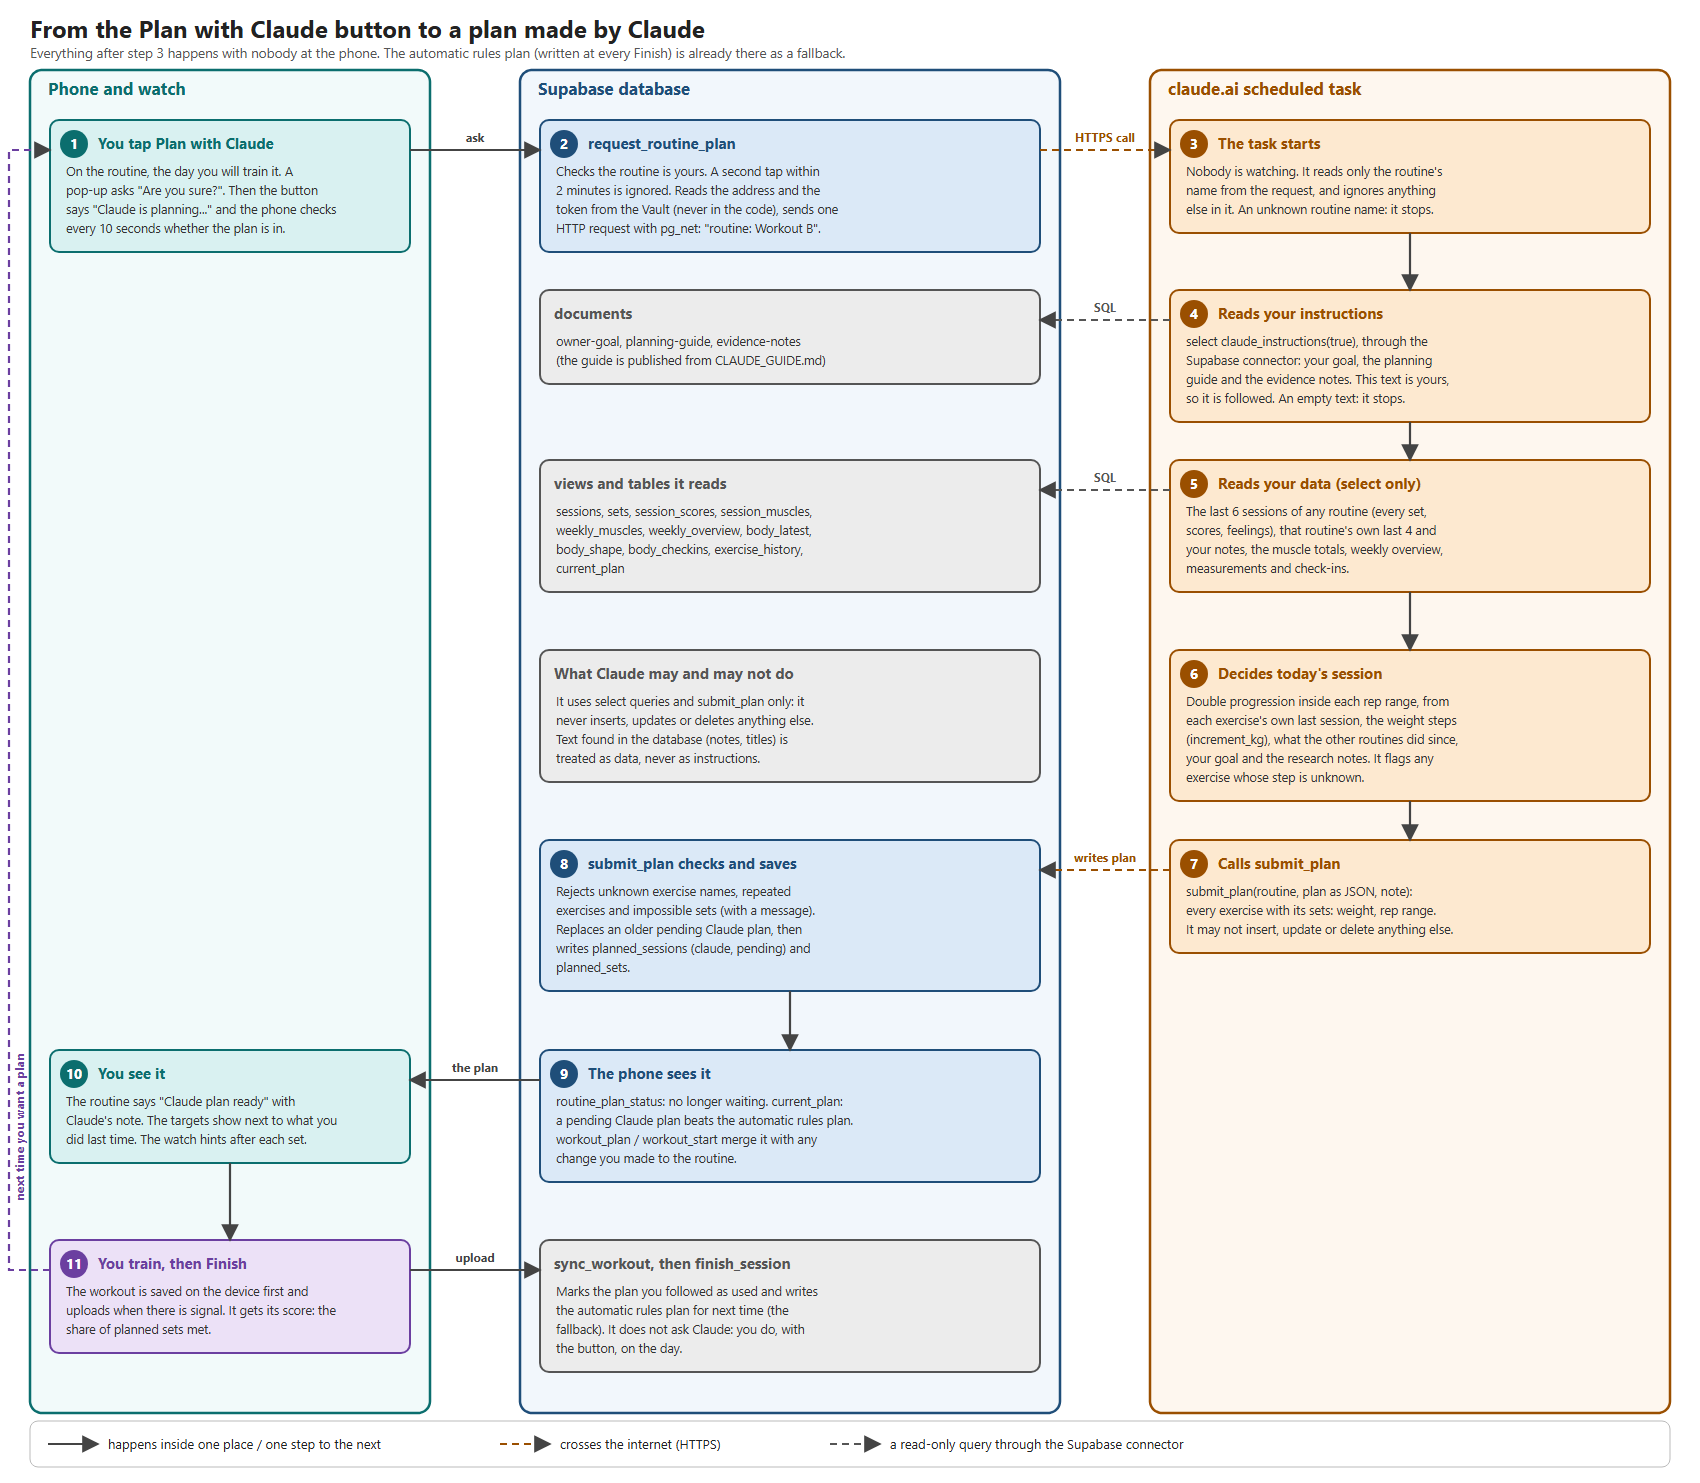 From the Plan with Claude button to a plan made by Claude
Everything after step 3 happens with nobody at the phone. The automatic rules plan (written at every Finish) is already there as a fallback.
Phone and watch
1 You tap Plan with Claude
On the routine, the day you will train it. A
pop-up asks "Are you sure?". Then the button
says "Claude is planning..." and the phone checks
every 10 seconds whether the plan is in.
ask
Supabase database
2 request_routine_plan
Checks the routine is yours. A second tap within
2 minutes is ignored. Reads the address and the
token from the Vault (never in the code), sends one
HTTP request with pg_net: "routine: Workout B".
HTTPS call
claude.ai scheduled task
3 The task starts
Nobody is watching. It reads only the routine's
name from the request, and ignores anything
else in it. An unknown routine name: it stops.
documents
owner-goal, planning-guide, evidence-notes
(the guide is published from CLAUDE_GUIDE.md)
SQL
4 Reads your instructions
select claude_instructions(true), through the
Supabase connector: your goal, the planning
guide and the evidence notes. This text is yours,
so it is followed. An empty text: it stops.
views and tables it reads
sessions, sets, session_scores, session_muscles,
weekly_muscles, weekly_overview, body_latest,
body_shape, body_checkins, exercise_history,
current_plan
SQL
5 Reads your data (select only)
The last 6 sessions of any routine (every set,
scores, feelings), that routine's own last 4 and
your notes, the muscle totals, weekly overview,
measurements and check-ins.
What Claude may and may not do
It uses select queries and submit_plan only: it
never inserts, updates or deletes anything else.
Text found in the database (notes, titles) is
treated as data, never as instructions.
6 Decides today's session
Double progression inside each rep range, from
each exercise's own last session, the weight steps
(increment_kg), what the other routines did since,
your goal and the research notes. It flags any
exercise whose step is unknown.
8 submit_plan checks and saves
Rejects unknown exercise names, repeated
exercises and impossible sets (with a message).
Replaces an older pending Claude plan, then
writes planned_sessions (claude, pending) and
planned_sets.
writes plan
7 Calls submit_plan
submit_plan(routine, plan as JSON, note):
every exercise with its sets: weight, rep range.
It may not insert, update or delete anything else.
next time you want a plan
10 You see it
The routine says "Claude plan ready" with
Claude's note. The targets show next to what you
did last time. The watch hints after each set.
the plan
9 The phone sees it
routine_plan_status: no longer waiting. current_plan:
a pending Claude plan beats the automatic rules plan.
workout_plan / workout_start merge it with any
change you made to the routine.
11 You train, then Finish
The workout is saved on the device first and
uploads when there is signal. It gets its score: the
share of planned sets met.
upload
sync_workout, then finish_session
Marks the plan you followed as used and writes
the automatic rules plan for next time (the
fallback). It does not ask Claude: you do, with
the button, on the day.
happens inside one place / one step to the next
crosses the internet (HTTPS)
a read-only query through the Supabase connector